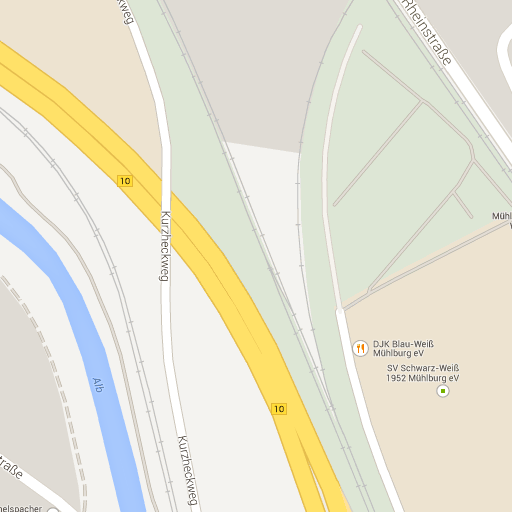 Kurzheckweg
Rheinstraße
10
Kurzheckweg
DJK Blau-Weiß
Mühlburg eV
SV Schwarz-Weiß
1952 Mühlburg eV
10
Alb
Kurzheckweg